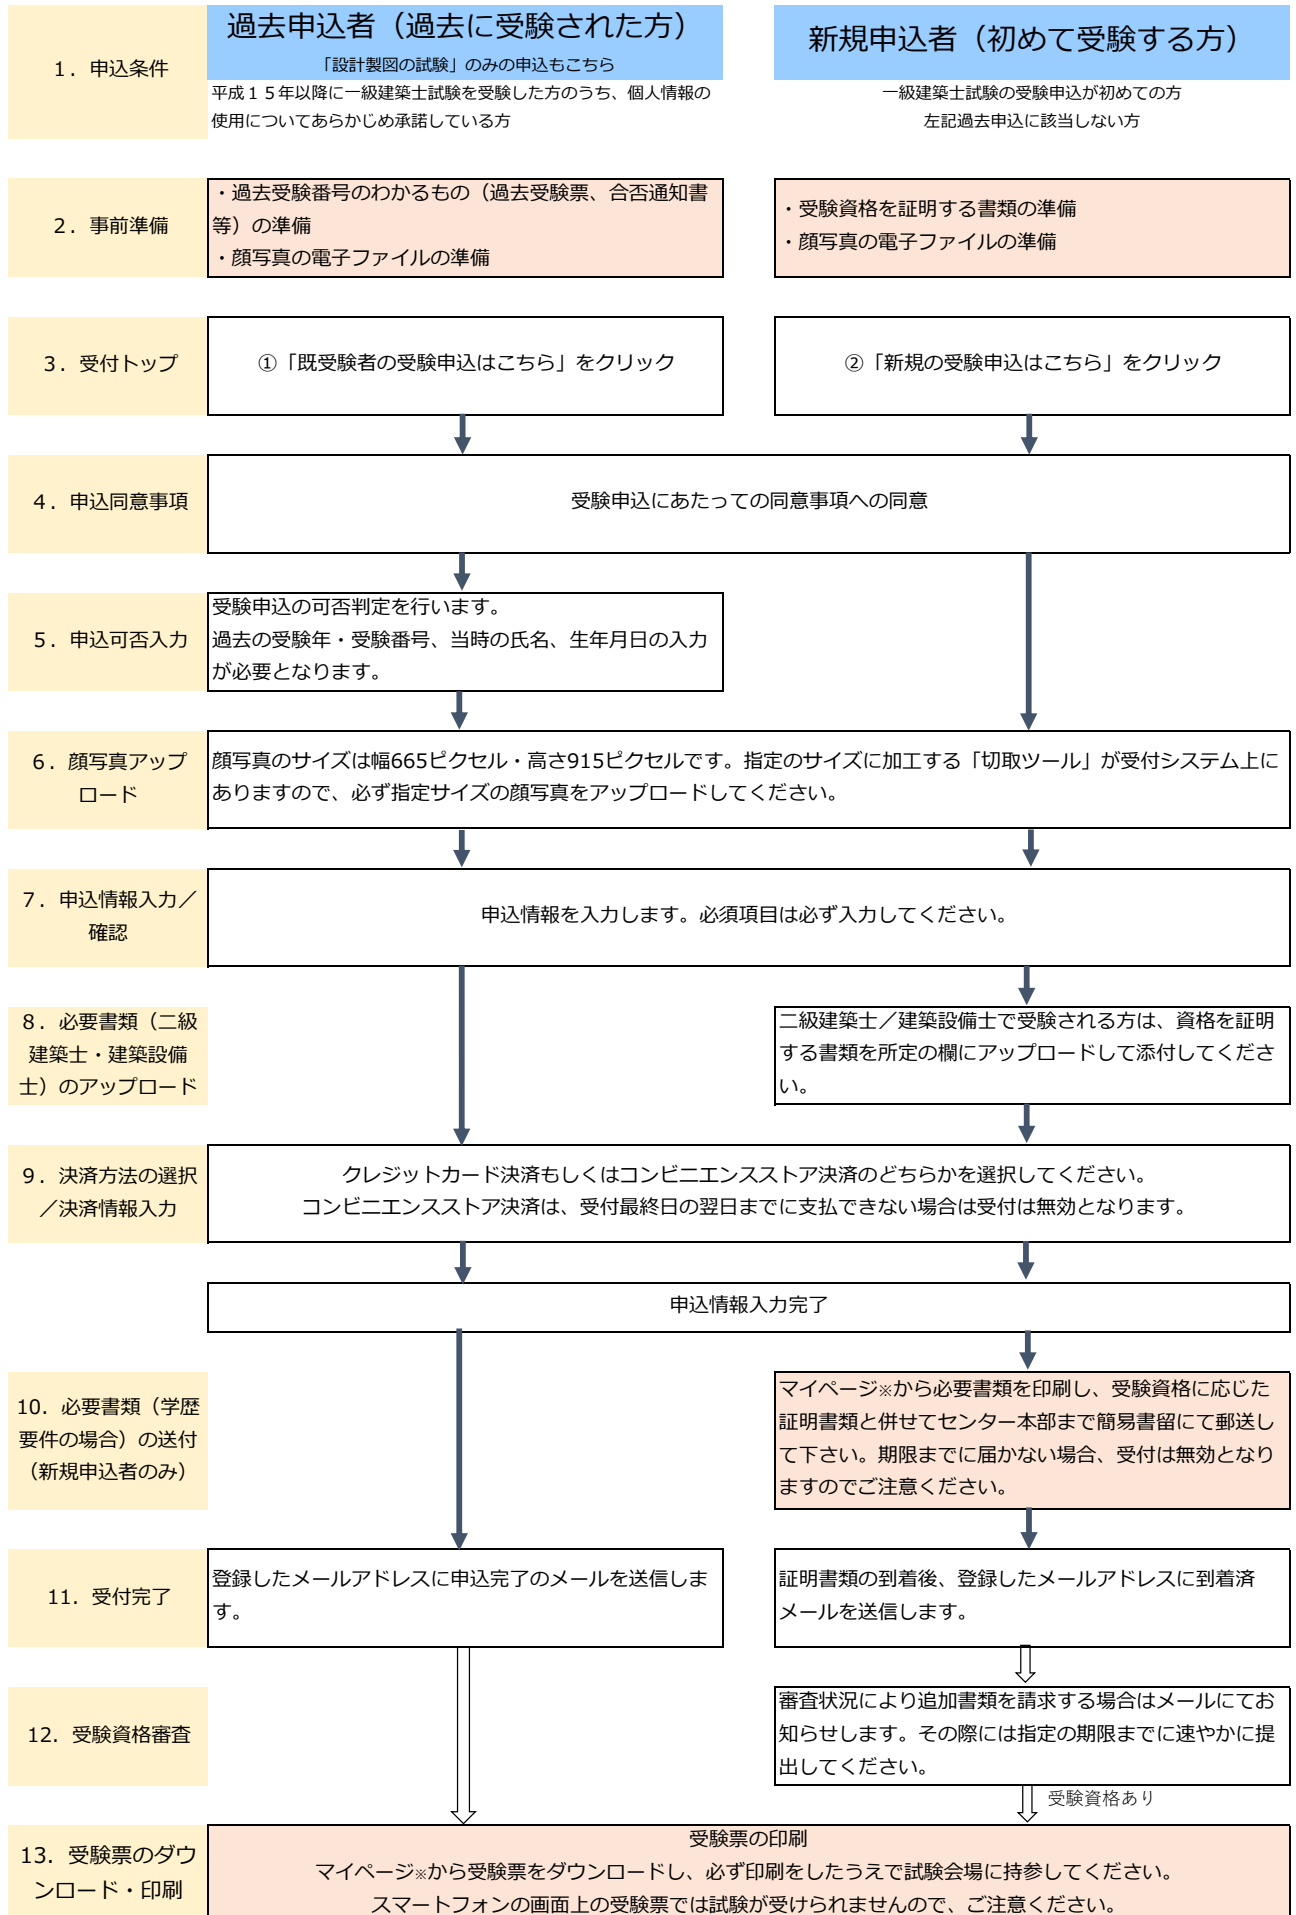 1．申込条件
過去申込者（過去に受験された方）
「設計製図の試験」のみの申込もこちら
平成１５年以降に一級建築士試験を受験した方のうち、個人情報の
使用についてあらかじめ承諾している方
新規申込者（初めて受験する方）
一級建築士試験の受験申込が初めての方
左記過去申込に該当しない方
2．事前準備
・過去受験番号のわかるもの（過去受験票、合否通知書
等）の準備
・顔写真の電子ファイルの準備
・受験資格を証明する書類の準備
・顔写真の電子ファイルの準備
3．受付トップ
①「既受験者の受験申込はこちら」をクリック
②「新規の受験申込はこちら」をクリック
4．申込同意事項
受験申込にあたっての同意事項への同意
5．申込可否入力
受験申込の可否判定を行います。
過去の受験年・受験番号、当時の氏名、生年月日の入力
が必要となります。
6．顔写真アップ
ロード
顔写真のサイズは幅665ピクセル・高さ915ピクセルです。指定のサイズに加工する「切取ツール」が受付システム上に
ありますので、必ず指定サイズの顔写真をアップロードしてください。
7．申込情報入力／
確認
申込情報を入力します。必須項目は必ず入力してください。
8．必要書類（二級
建築士・建築設備
士）のアップロード
二級建築士／建築設備士で受験される方は、資格を証明
する書類を所定の欄にアップロードして添付してくださ
い。
9．決済方法の選択
／決済情報入力
クレジットカード決済もしくはコンビニエンスストア決済のどちらかを選択してください。
コンビニエンスストア決済は、受付最終日の翌日までに支払できない場合は受付は無効となります。
申込情報入力完了
10．必要書類（学歴
要件の場合）の送付
（新規申込者のみ）
マイページ※から必要書類を印刷し、受験資格に応じた
証明書類と併せてセンター本部まで簡易書留にて郵送し
て下さい。期限までに届かない場合、受付は無効となり
ますのでご注意ください。
11．受付完了
登録したメールアドレスに申込完了のメールを送信しま
す。
証明書類の到着後、登録したメールアドレスに到着済
メールを送信します。
12．受験資格審査
審査状況により追加書類を請求する場合はメールにてお
知らせします。その際には指定の期限までに速やかに提
出してください。
受験資格あり
13．受験票のダウ
ンロード・印刷
受験票の印刷
マイページ※から受験票をダウンロードし、必ず印刷をしたうえで試験会場に持参してください。
スマートフォンの画面上の受験票では試験が受けられませんので、ご注意ください。